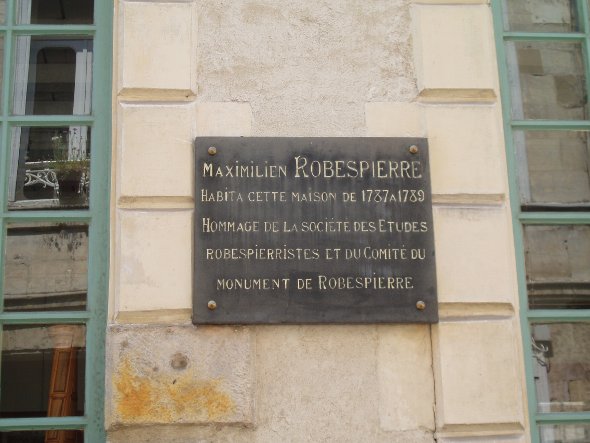 MAXIMILIEN ROBESPIERRE
HABITA CETTE MAISON DE 1787 A 1789
HOMMAGE DE LA SOCIÉTÉ DES ETUDES
ROBESPIERRISTES ET DU COMITÉ DU
MONUMENT DE ROBESPIERRE